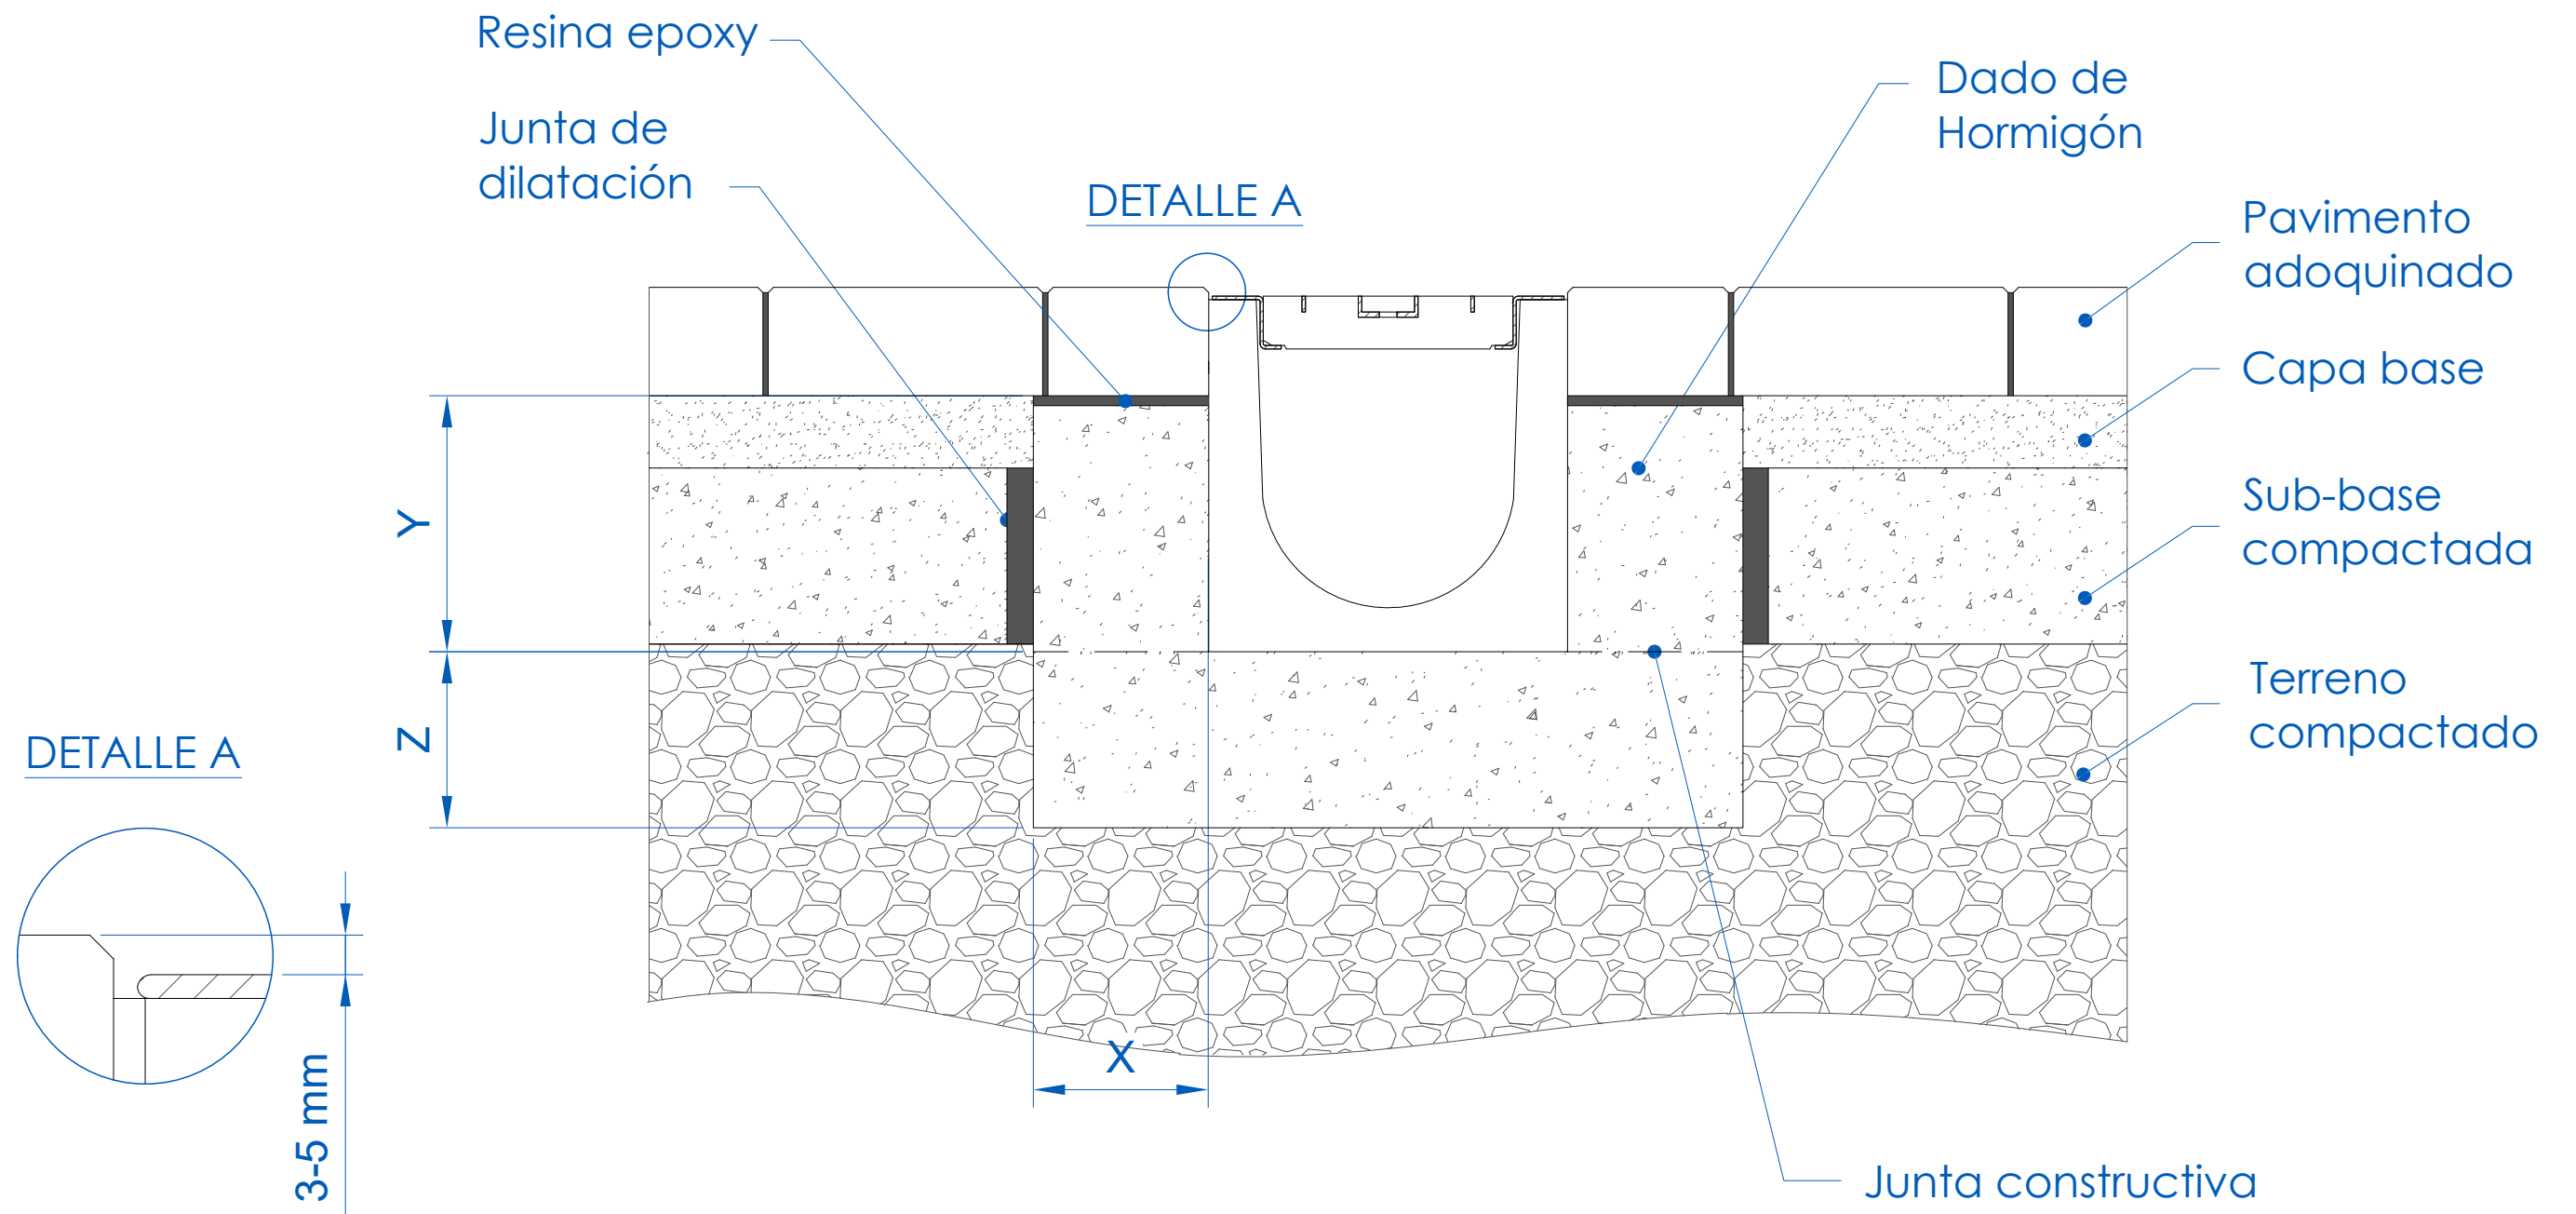 Resina epoxy
Junta de
dilatación
DETALLE A
Dado de
Hormigón
Pavimento
adoquinado
Capa base
Sub-base
compactada
Terreno
compactado
Y
Z
DETALLE A
X
3-5 mm
Junta constructiva